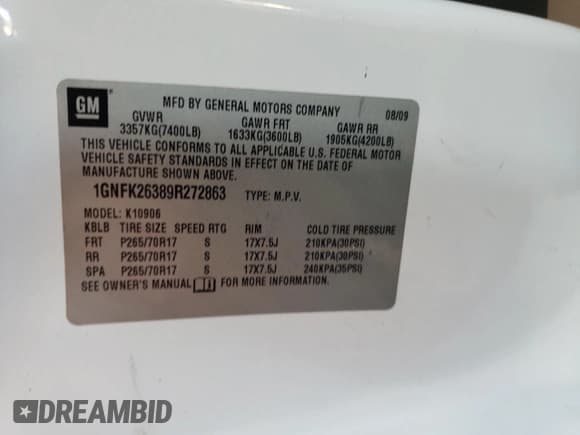 GM
MFD BY GENERAL MOTORS COMPANY 08/09
GVWR GAWR FRT GAWR RR
3357KG(7400LB) 1633KG(3600LB) 1905KG(4200LB)
THIS VEHICLE CONFORMS TO ALL APPLICABLE U.S. FEDERAL MOTOR
VEHICLE SAFETY STANDARDS IN EFFECT ON THE DATE OF
MANUFACTURE SHOWN ABOVE.
1GNFK26389R272863 TYPE: M.P.V.
MODEL: K10906
KBLB TIRE SIZE SPEED RTG RIM COLD TIRE PRESSURE
FRT P265/70R17 S 17X7.5J 210KPA(30PSI)
RR P265/70R17 S 17X7.5J 210KPA(30PSI)
SPA P265/70R17 S 17X7.5J 240KPA(35PSI)
SEE OWNER'S MANUAL FOR MORE INFORMATION.
DREAMBID